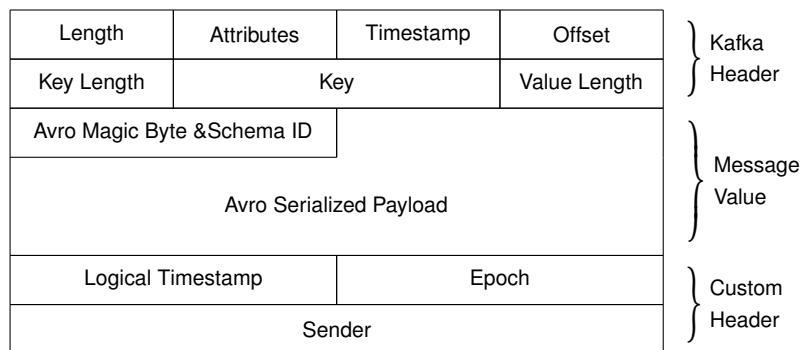 Length Attributes Timestamp Offset
Key Length Key Value Length
Kafka
Header
Avro Magic Byte &Schema ID
Avro Serialized Payload
Message
Value
Logical Timestamp Epoch
Sender
Custom
Header